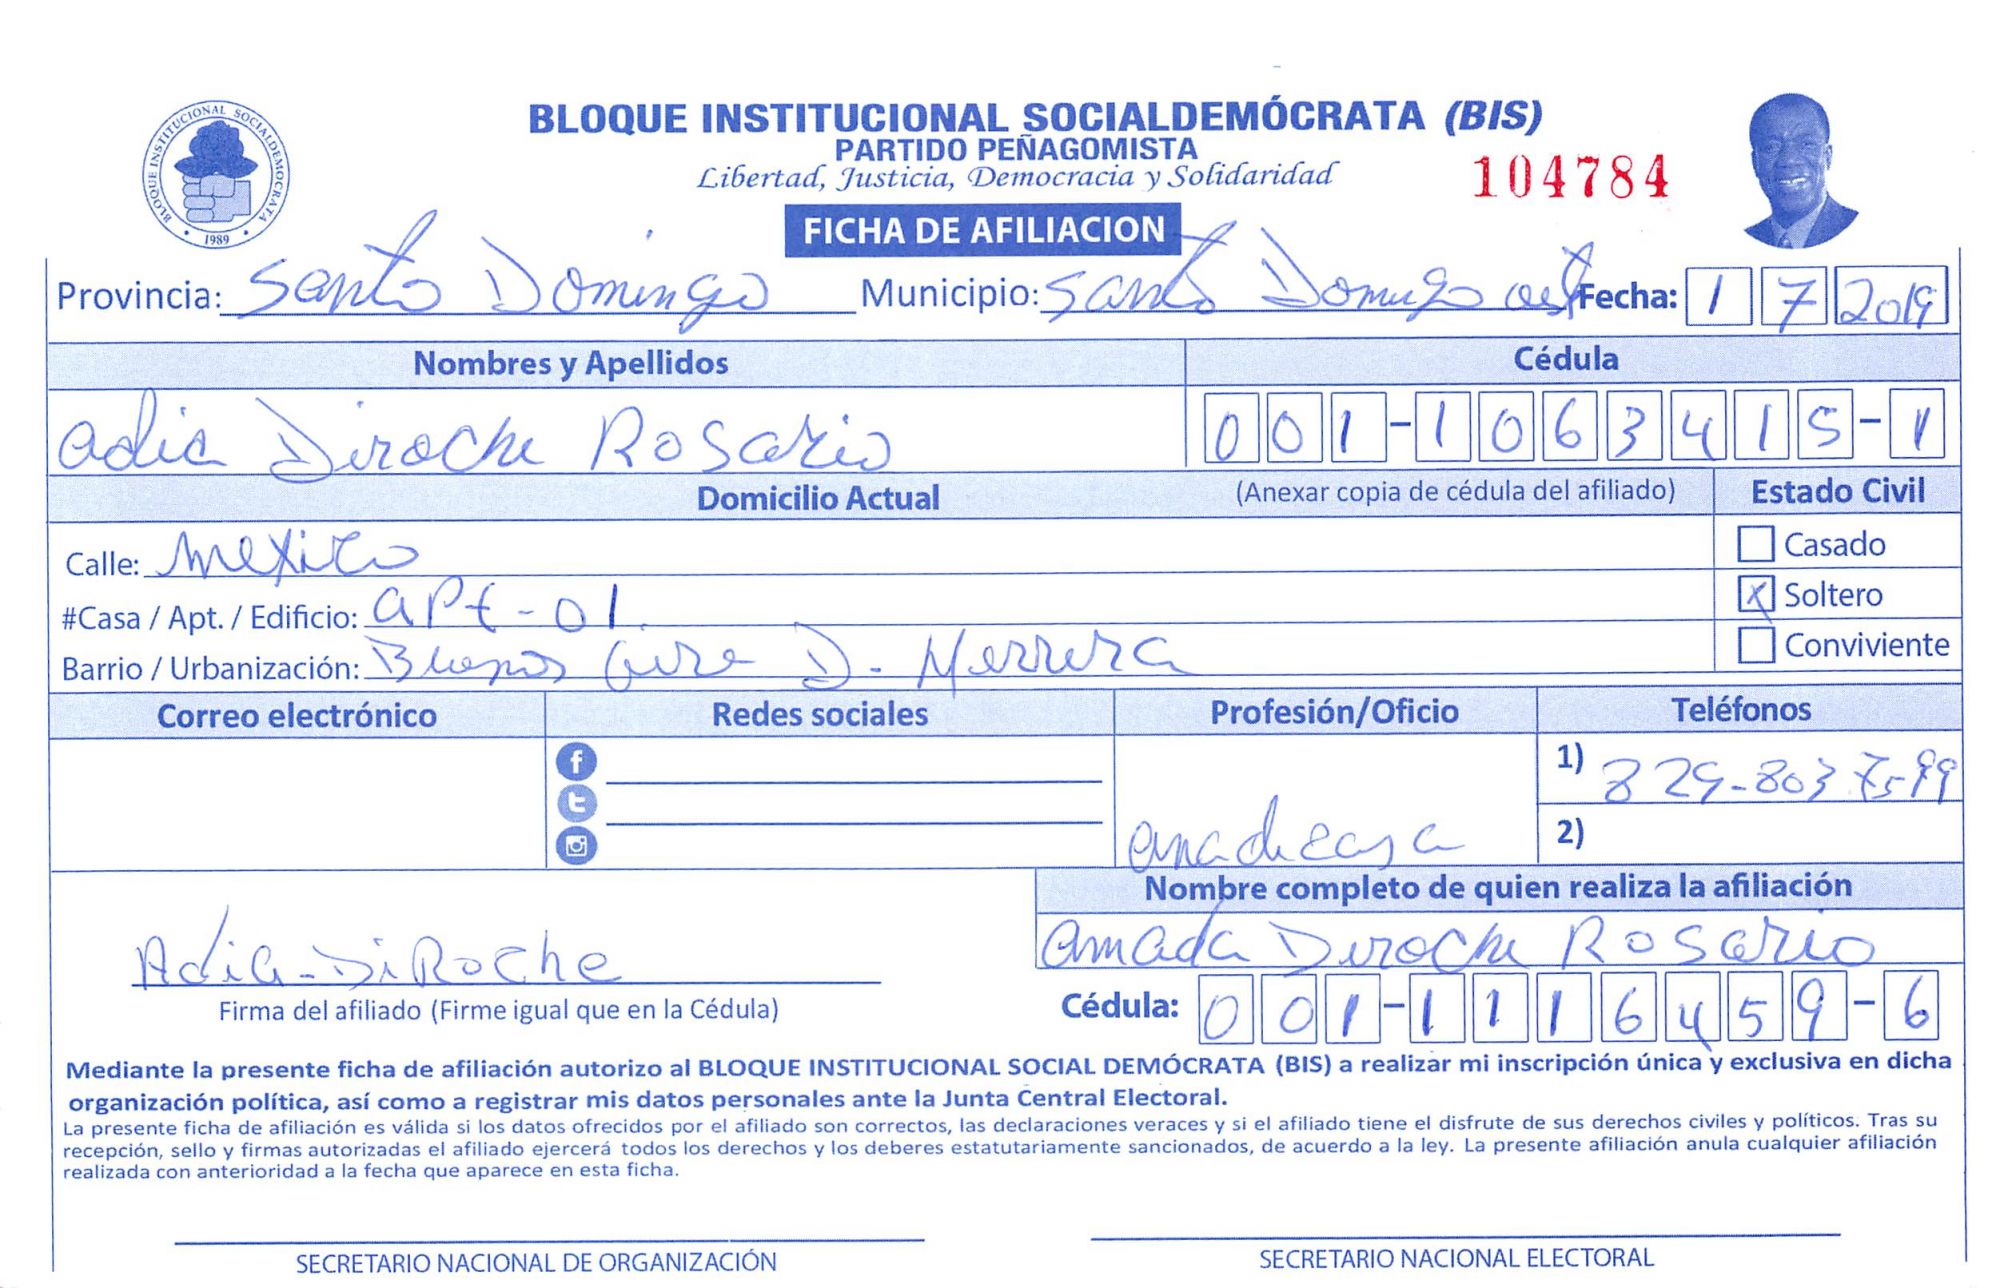 BLOQUE INSTITUCIONAL SOCIALDEMÓCRATA
1989
BLOQUE INSTITUCIONAL SOCIALDEMÓCRATA (BIS)
PARTIDO PEÑAGOMISTA
Libertad, Justicia, Democracia y Solidaridad
104784
FICHA DE AFILIACION
Provincia: Santo Domingo Municipio: Santo Domingo Fecha: 1 7 2019
Nombres y Apellidos Cédula
adia Diroche Rosario 001-1063415-1
Domicilio Actual (Anexar copia de cédula del afiliado) Estado Civil
Calle: Mexico Casado
#Casa / Apt. / Edificio: aPt-01 X Soltero
Barrio / Urbanización: Buenos aire D. Herrera Conviviente
Correo electrónico Redes sociales Profesión/Oficio Teléfonos
1) 829-803 7599
amadecasa 2)
Nombre completo de quien realiza la afiliación
Adia-DiRoche amada Diroche Rosario
Firma del afiliado (Firme igual que en la Cédula) Cédula: 001-1116459-6
Mediante la presente ficha de afiliación autorizo al BLOQUE INSTITUCIONAL SOCIAL DEMÓCRATA (BIS) a realizar mi inscripción única y exclusiva en dicha
organización política, así como a registrar mis datos personales ante la Junta Central Electoral.
La presente ficha de afiliación es válida si los datos ofrecidos por el afiliado son correctos, las declaraciones veraces y si el afiliado tiene el disfrute de sus derechos civiles y políticos. Tras su
recepción, sello y firmas autorizadas el afiliado ejercerá todos los derechos y los deberes estatutariamente sancionados, de acuerdo a la ley. La presente afiliación anula cualquier afiliación
realizada con anterioridad a la fecha que aparece en esta ficha.
SECRETARIO NACIONAL DE ORGANIZACIÓN SECRETARIO NACIONAL ELECTORAL